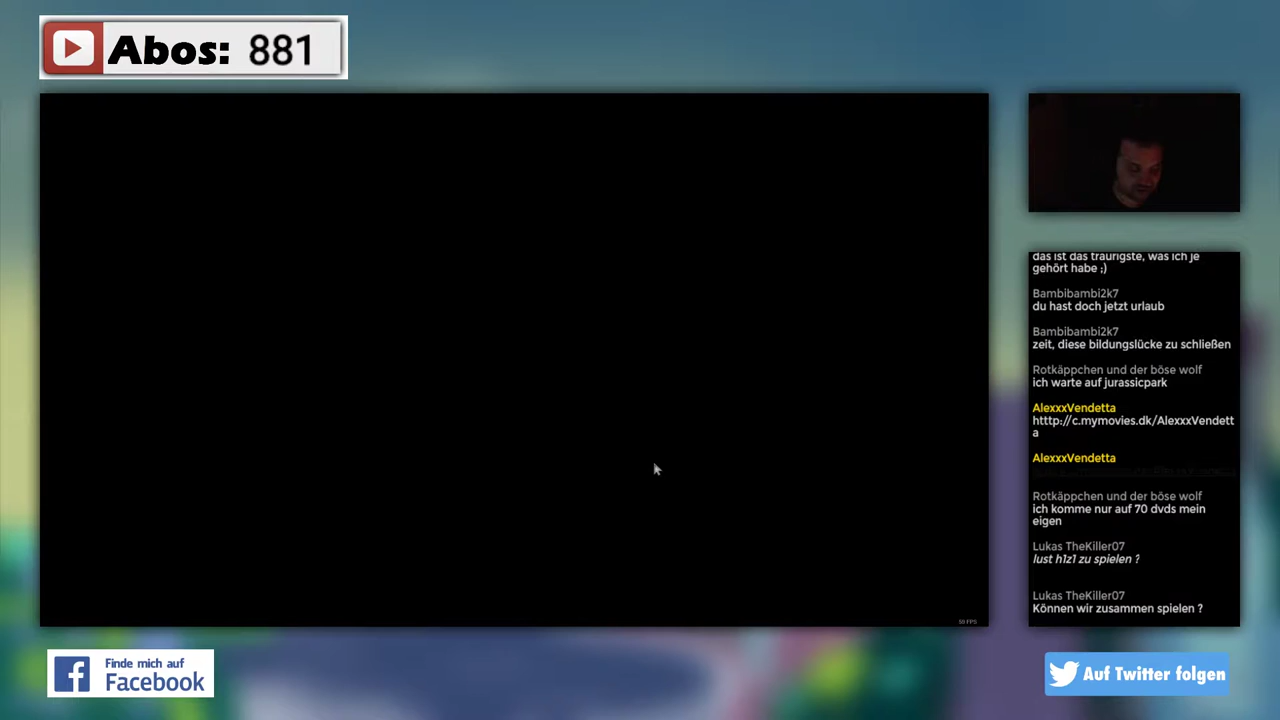 Abos: 881
das ist das traurigste, was ich je
gehört habe ;)
Bambibambi2k7
du hast doch jetzt urlaub
Bambibambi2k7
zeit, diese bildungslücke zu schließen
Rotkäppchen und der böse wolf
ich warte auf jurassicpark
AlexxxVendetta
htttp://c.mymovies.dk/AlexxxVendett
a
AlexxxVendetta
Rotkäppchen und der böse wolf
ich komme nur auf 70 dvds mein
eigen
Lukas TheKiller07
lust h1z1 zu spielen ?
Lukas TheKiller07
Können wir zusammen spielen ?
50 FPS
Finde mich auf
Facebook
Auf Twitter folgen